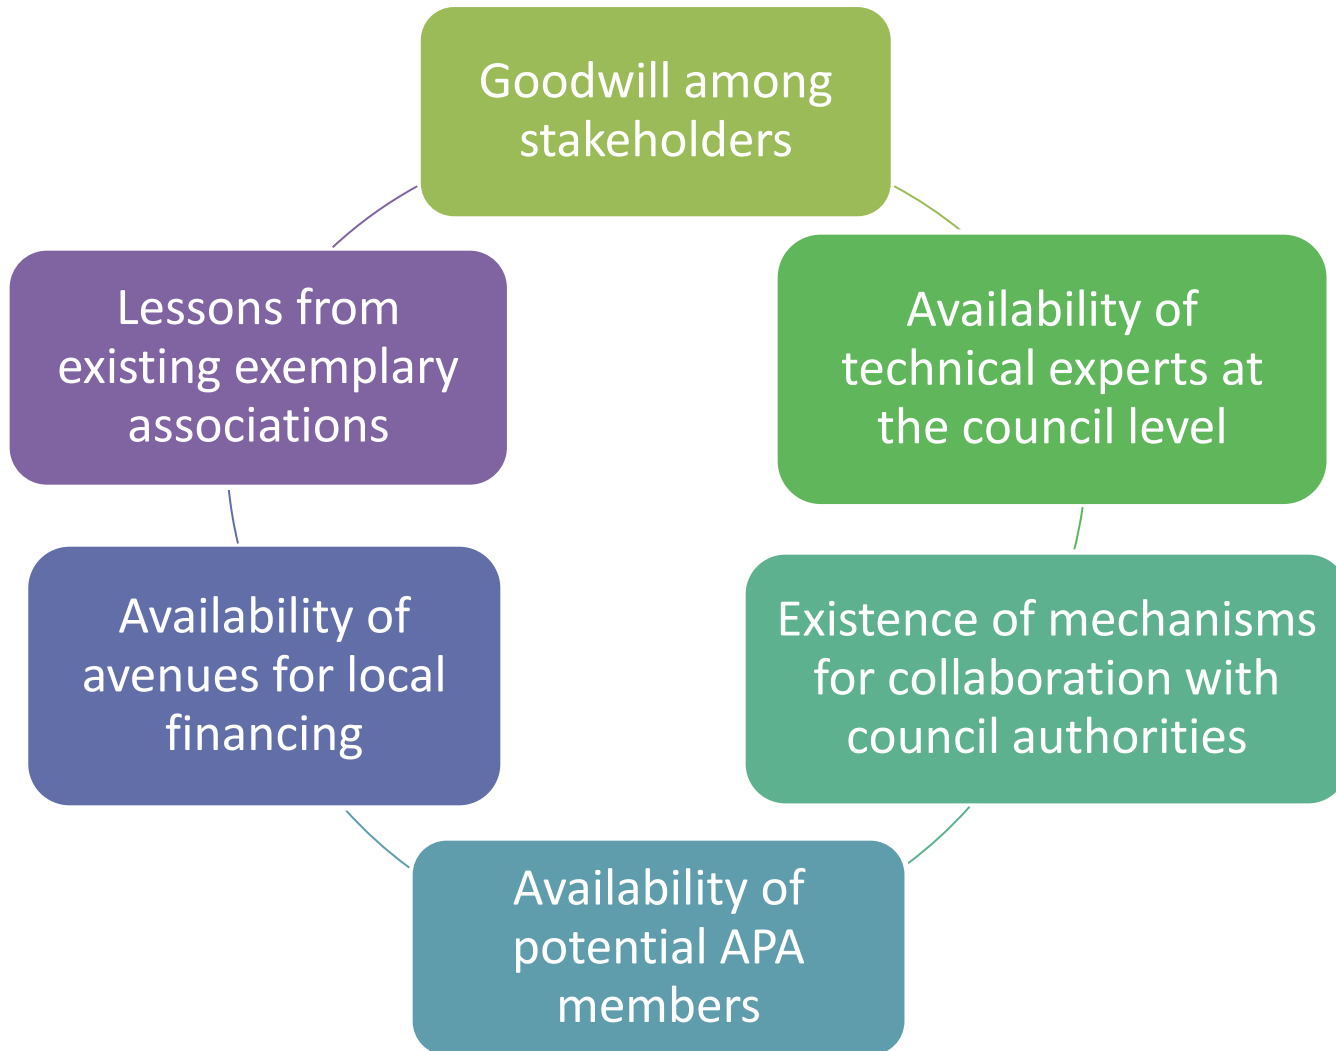 Goodwill among
stakeholders
Availability of
technical experts at
the council level
Existence of mechanisms
for collaboration with
council authorities
Availability of
potential APA
members
Availability of
avenues for local
financing
Lessons from
existing exemplary
associations